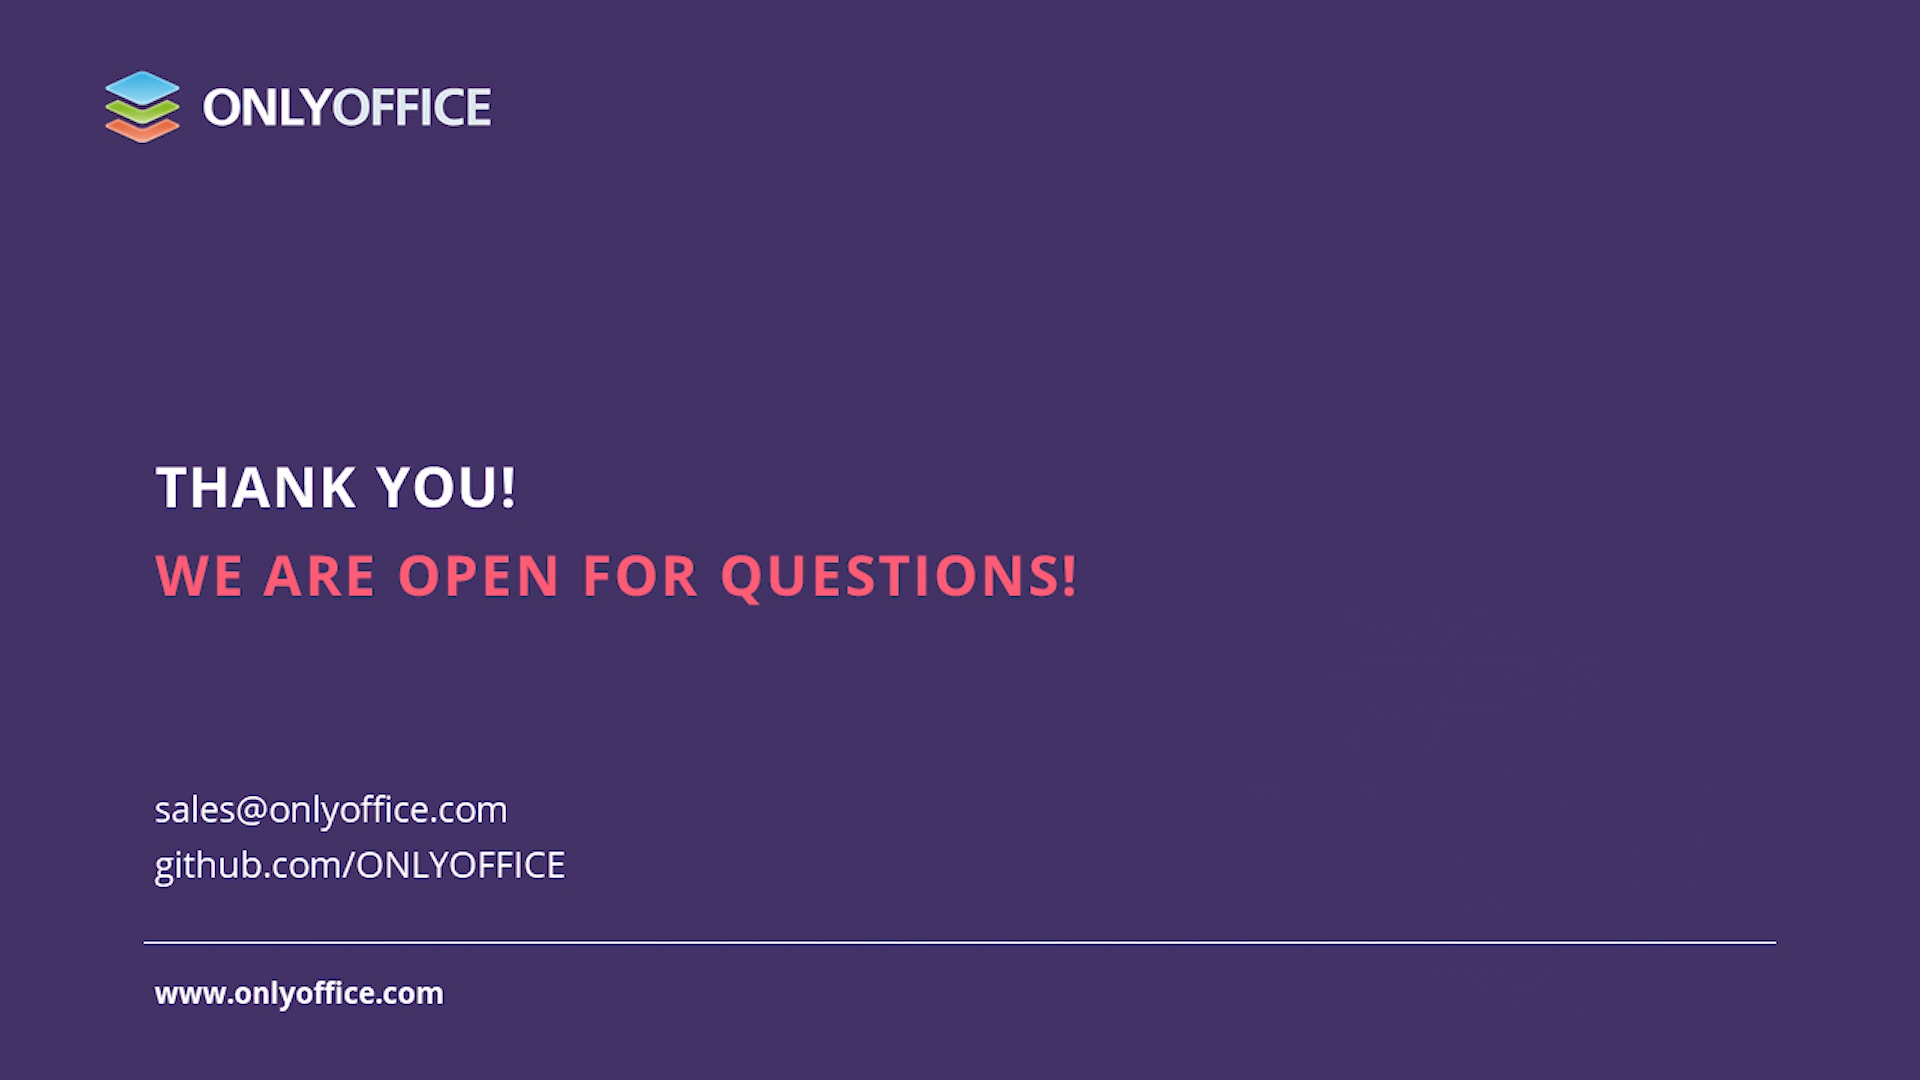 ONLYOFFICE
THANK YOU!
WE ARE OPEN FOR QUESTIONS!
sales@onlyoffice.com
github.com/ONLYOFFICE
www.onlyoffice.com